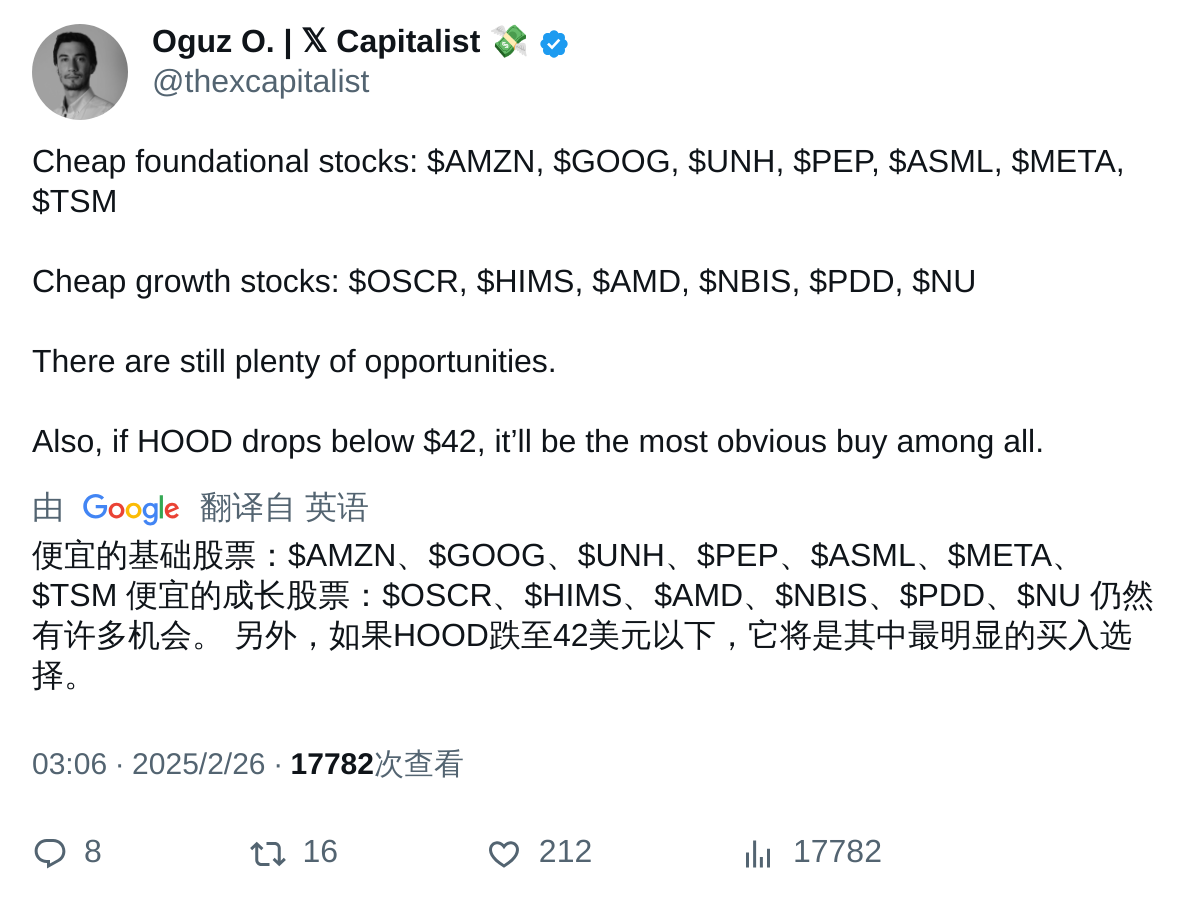 Oguz O. | 𝕏 Capitalist 💸
@thexcapitalist
Cheap foundational stocks: $AMZN, $GOOG, $UNH, $PEP, $ASML, $META,
$TSM
Cheap growth stocks: $OSCR, $HIMS, $AMD, $NBIS, $PDD, $NU
There are still plenty of opportunities.
Also, if HOOD drops below $42, it’ll be the most obvious buy among all.
由 Google 翻译自 英语
便宜的基础股票：$AMZN、$GOOG、$UNH、$PEP、$ASML、$META、
$TSM 便宜的成长股票：$OSCR、$HIMS、$AMD、$NBIS、$PDD、$NU 仍然
有许多机会。 另外，如果HOOD跌至42美元以下，它将是其中最明显的买入选
择。
03:06 · 2025/2/26 · 17782次查看
8 16 212 17782